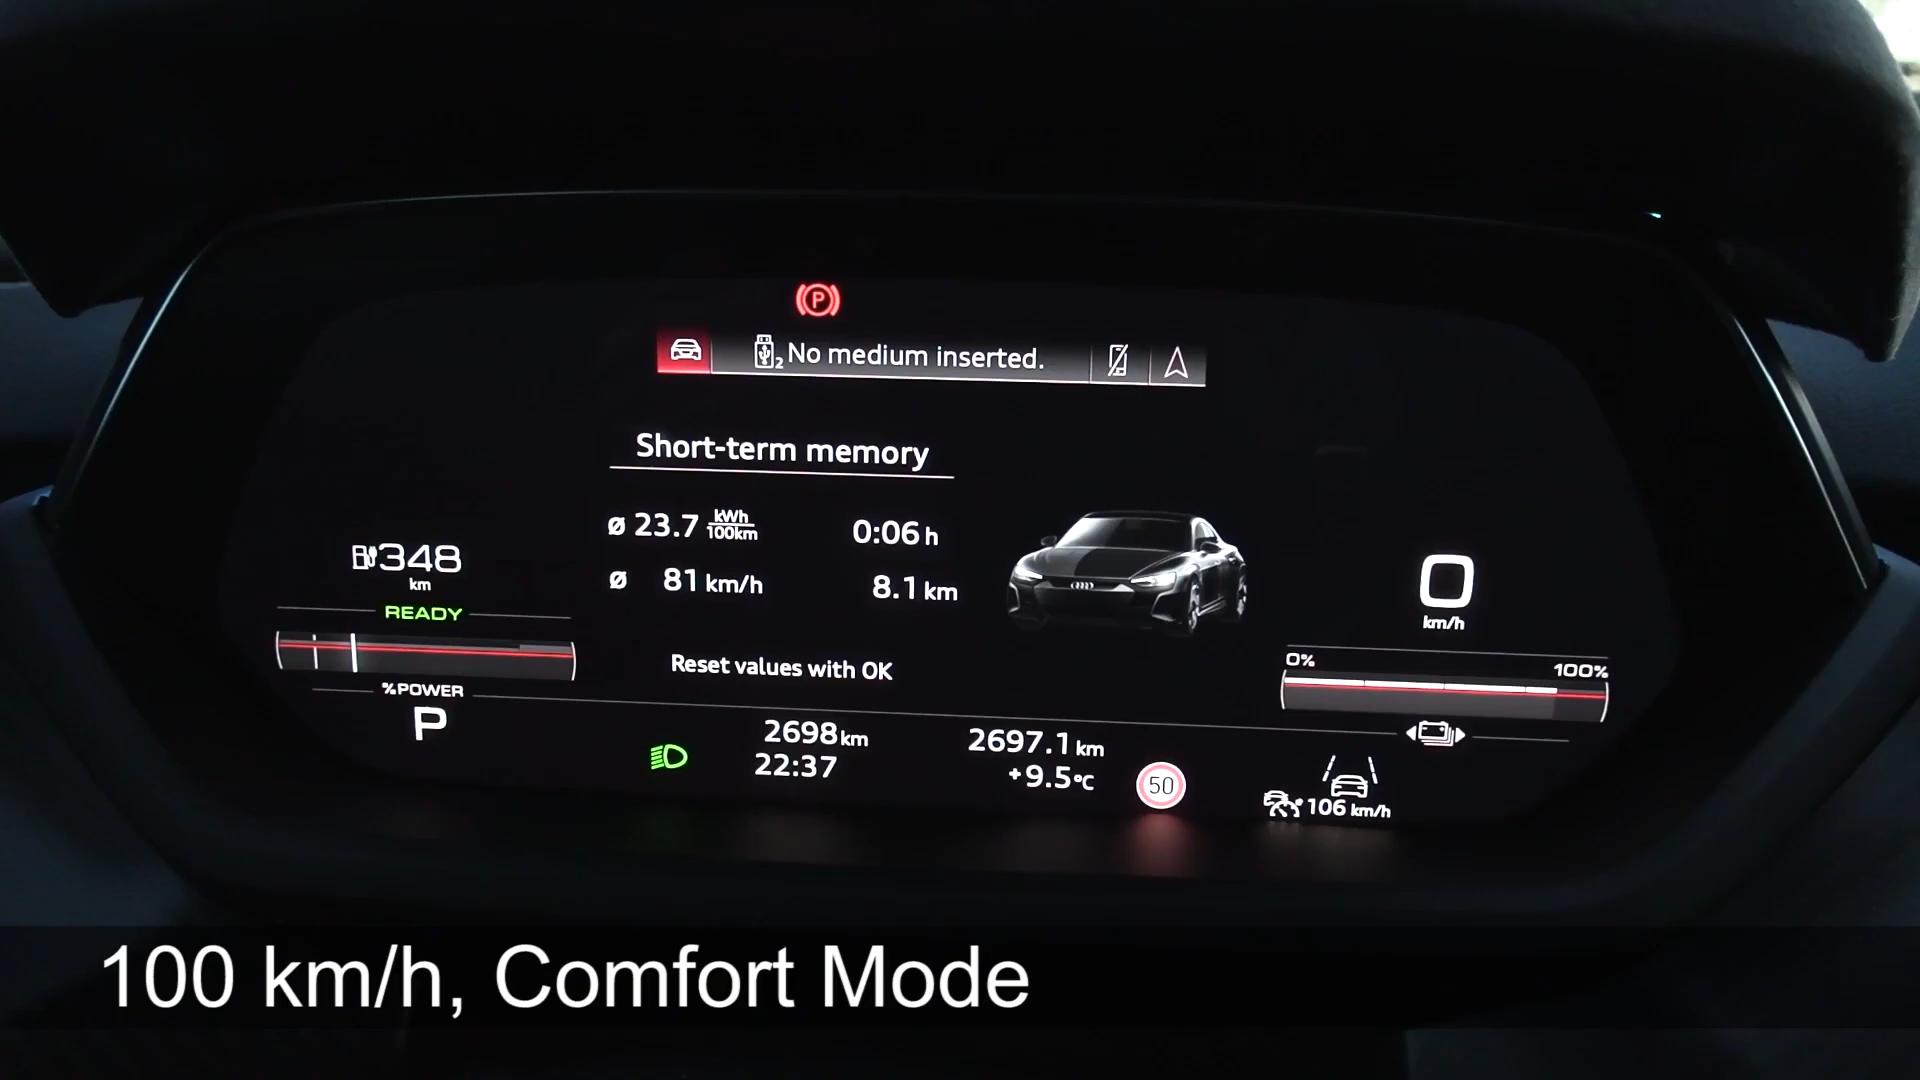 P
2 No medium inserted.
Short-term memory
ø 23.7 kWh/100km 0:06 h
ø 81 km/h 8.1 km
Reset values with OK
348
km
READY
%POWER
P
0
km/h
0% 100%
2698 km 2697.1 km
22:37 +9.5 °C
50
106 km/h
100 km/h, Comfort Mode